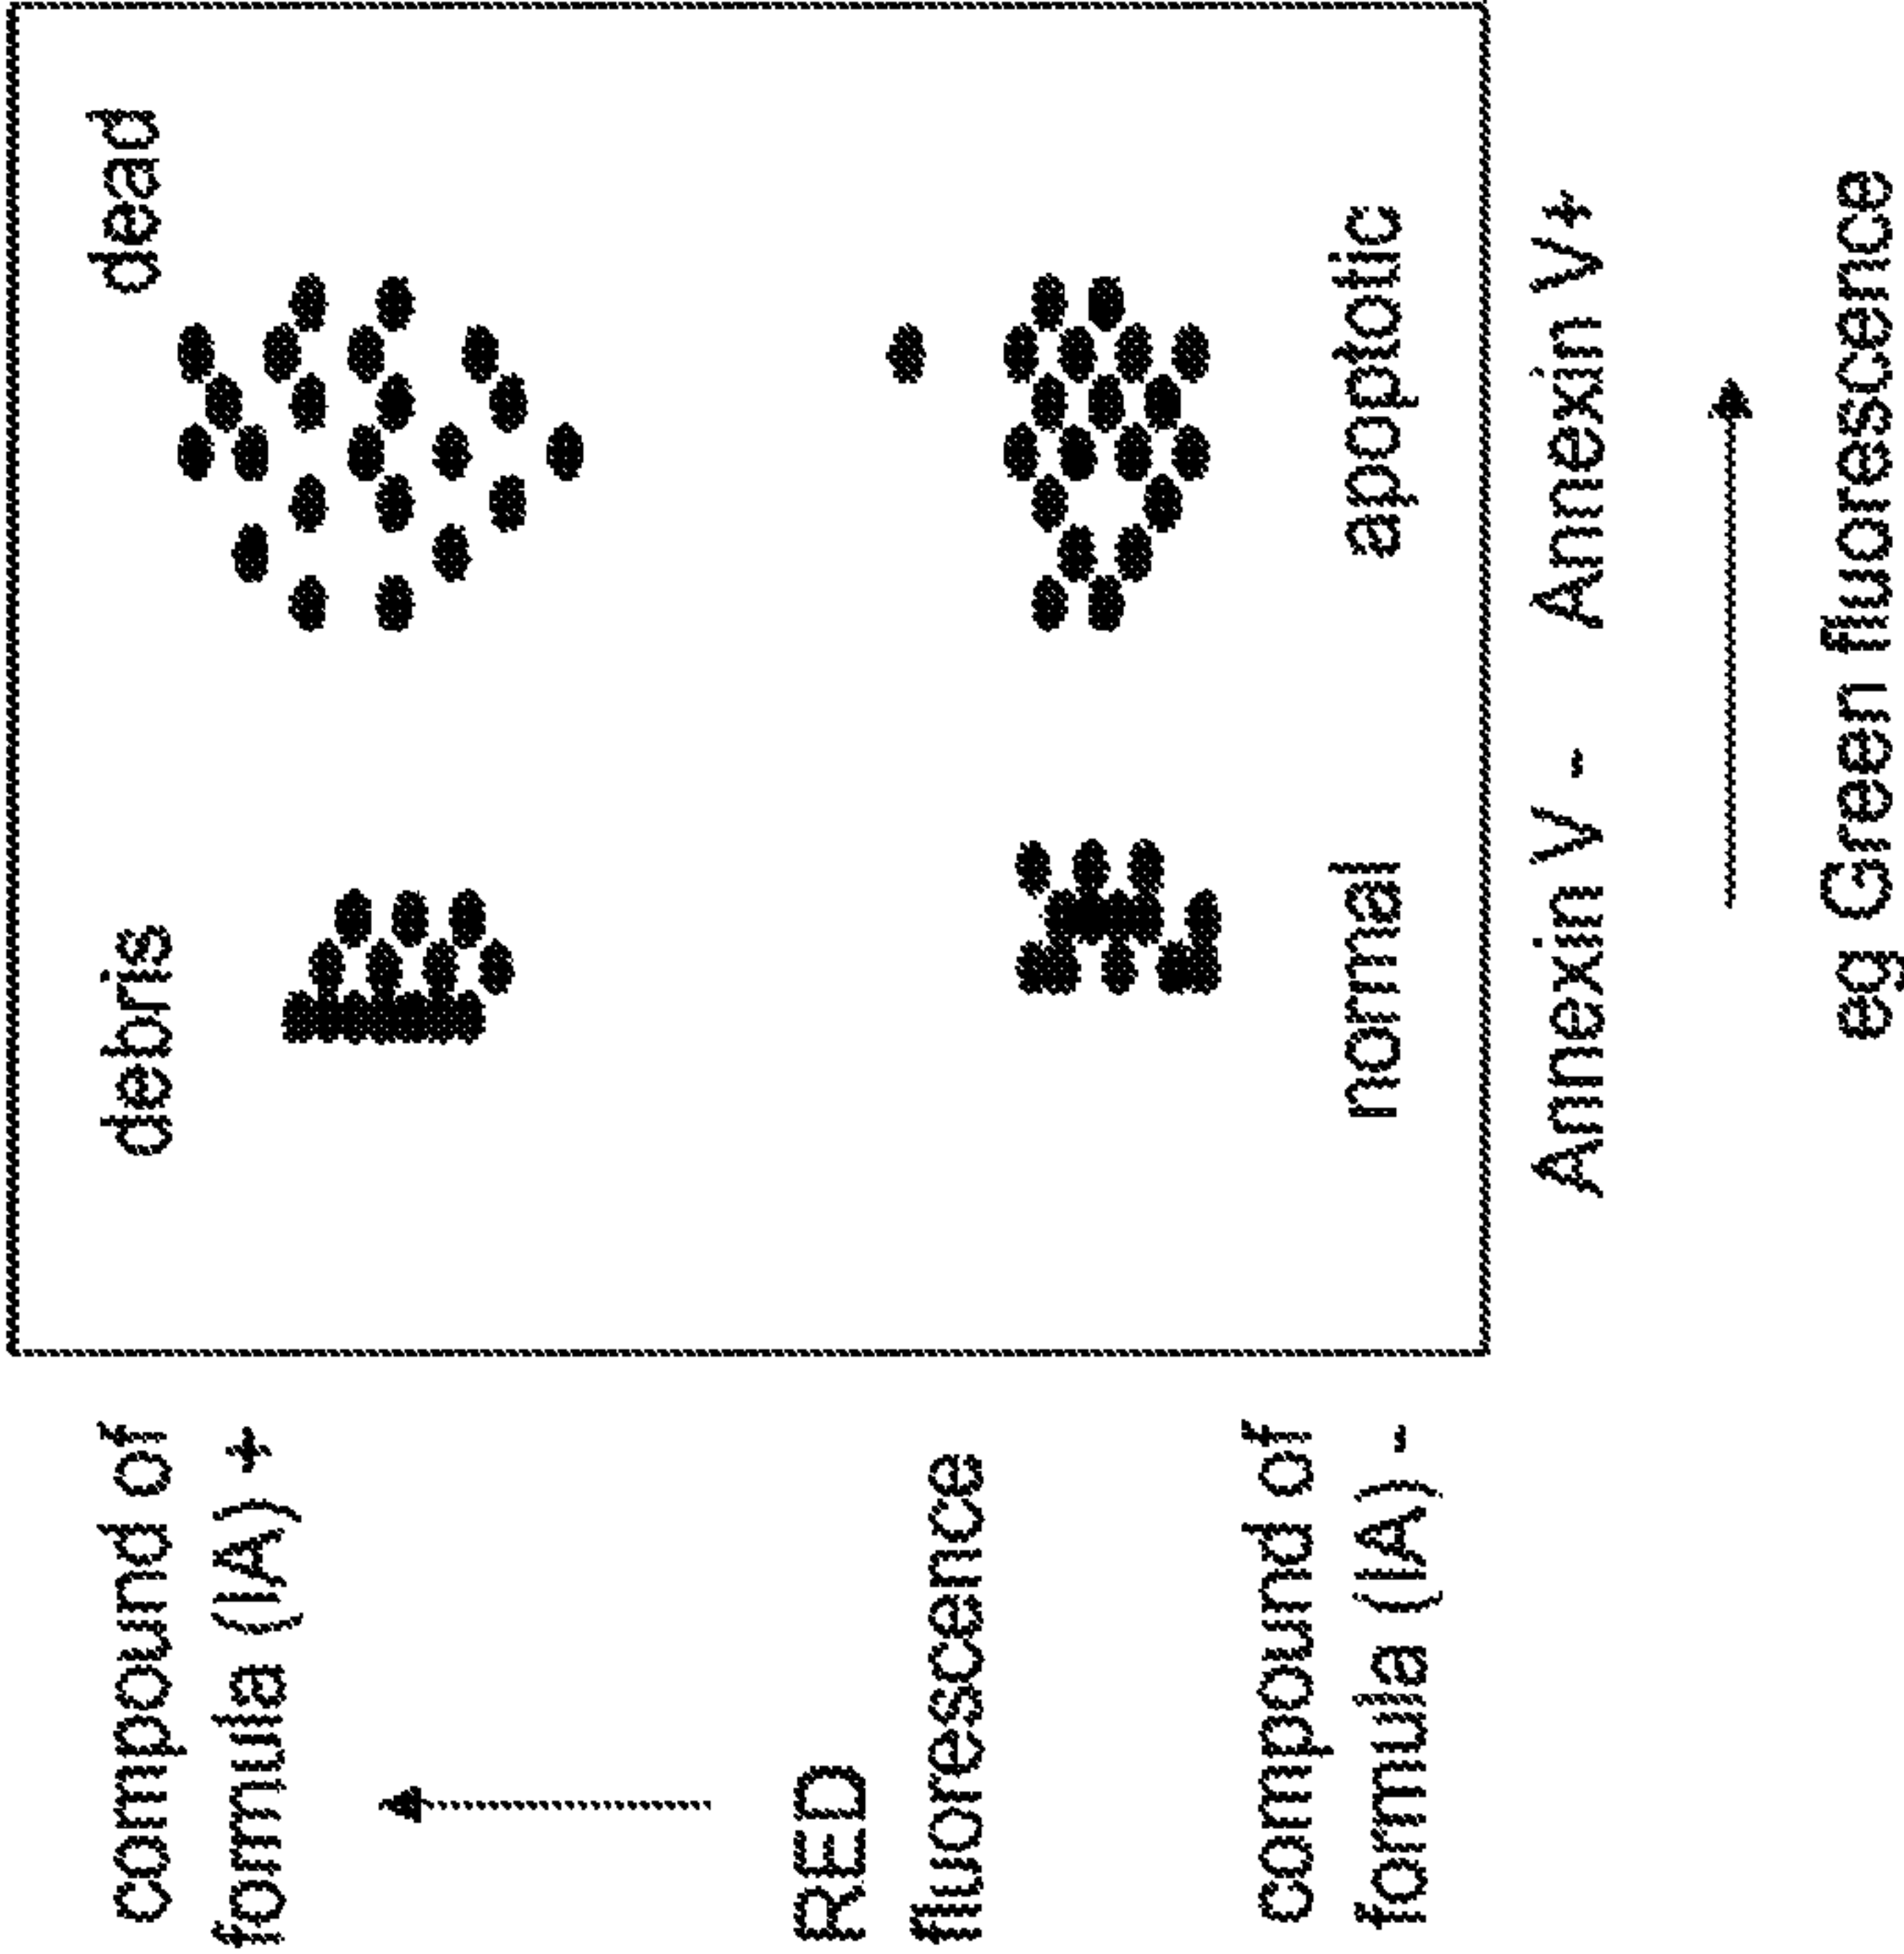 compound of
formula (IA) +
debris
dead
RED
fluorescence
compound of
formula (IA) -
normal
apoptotic
Annexin V -
Annexin V+
eg Green fluorescence